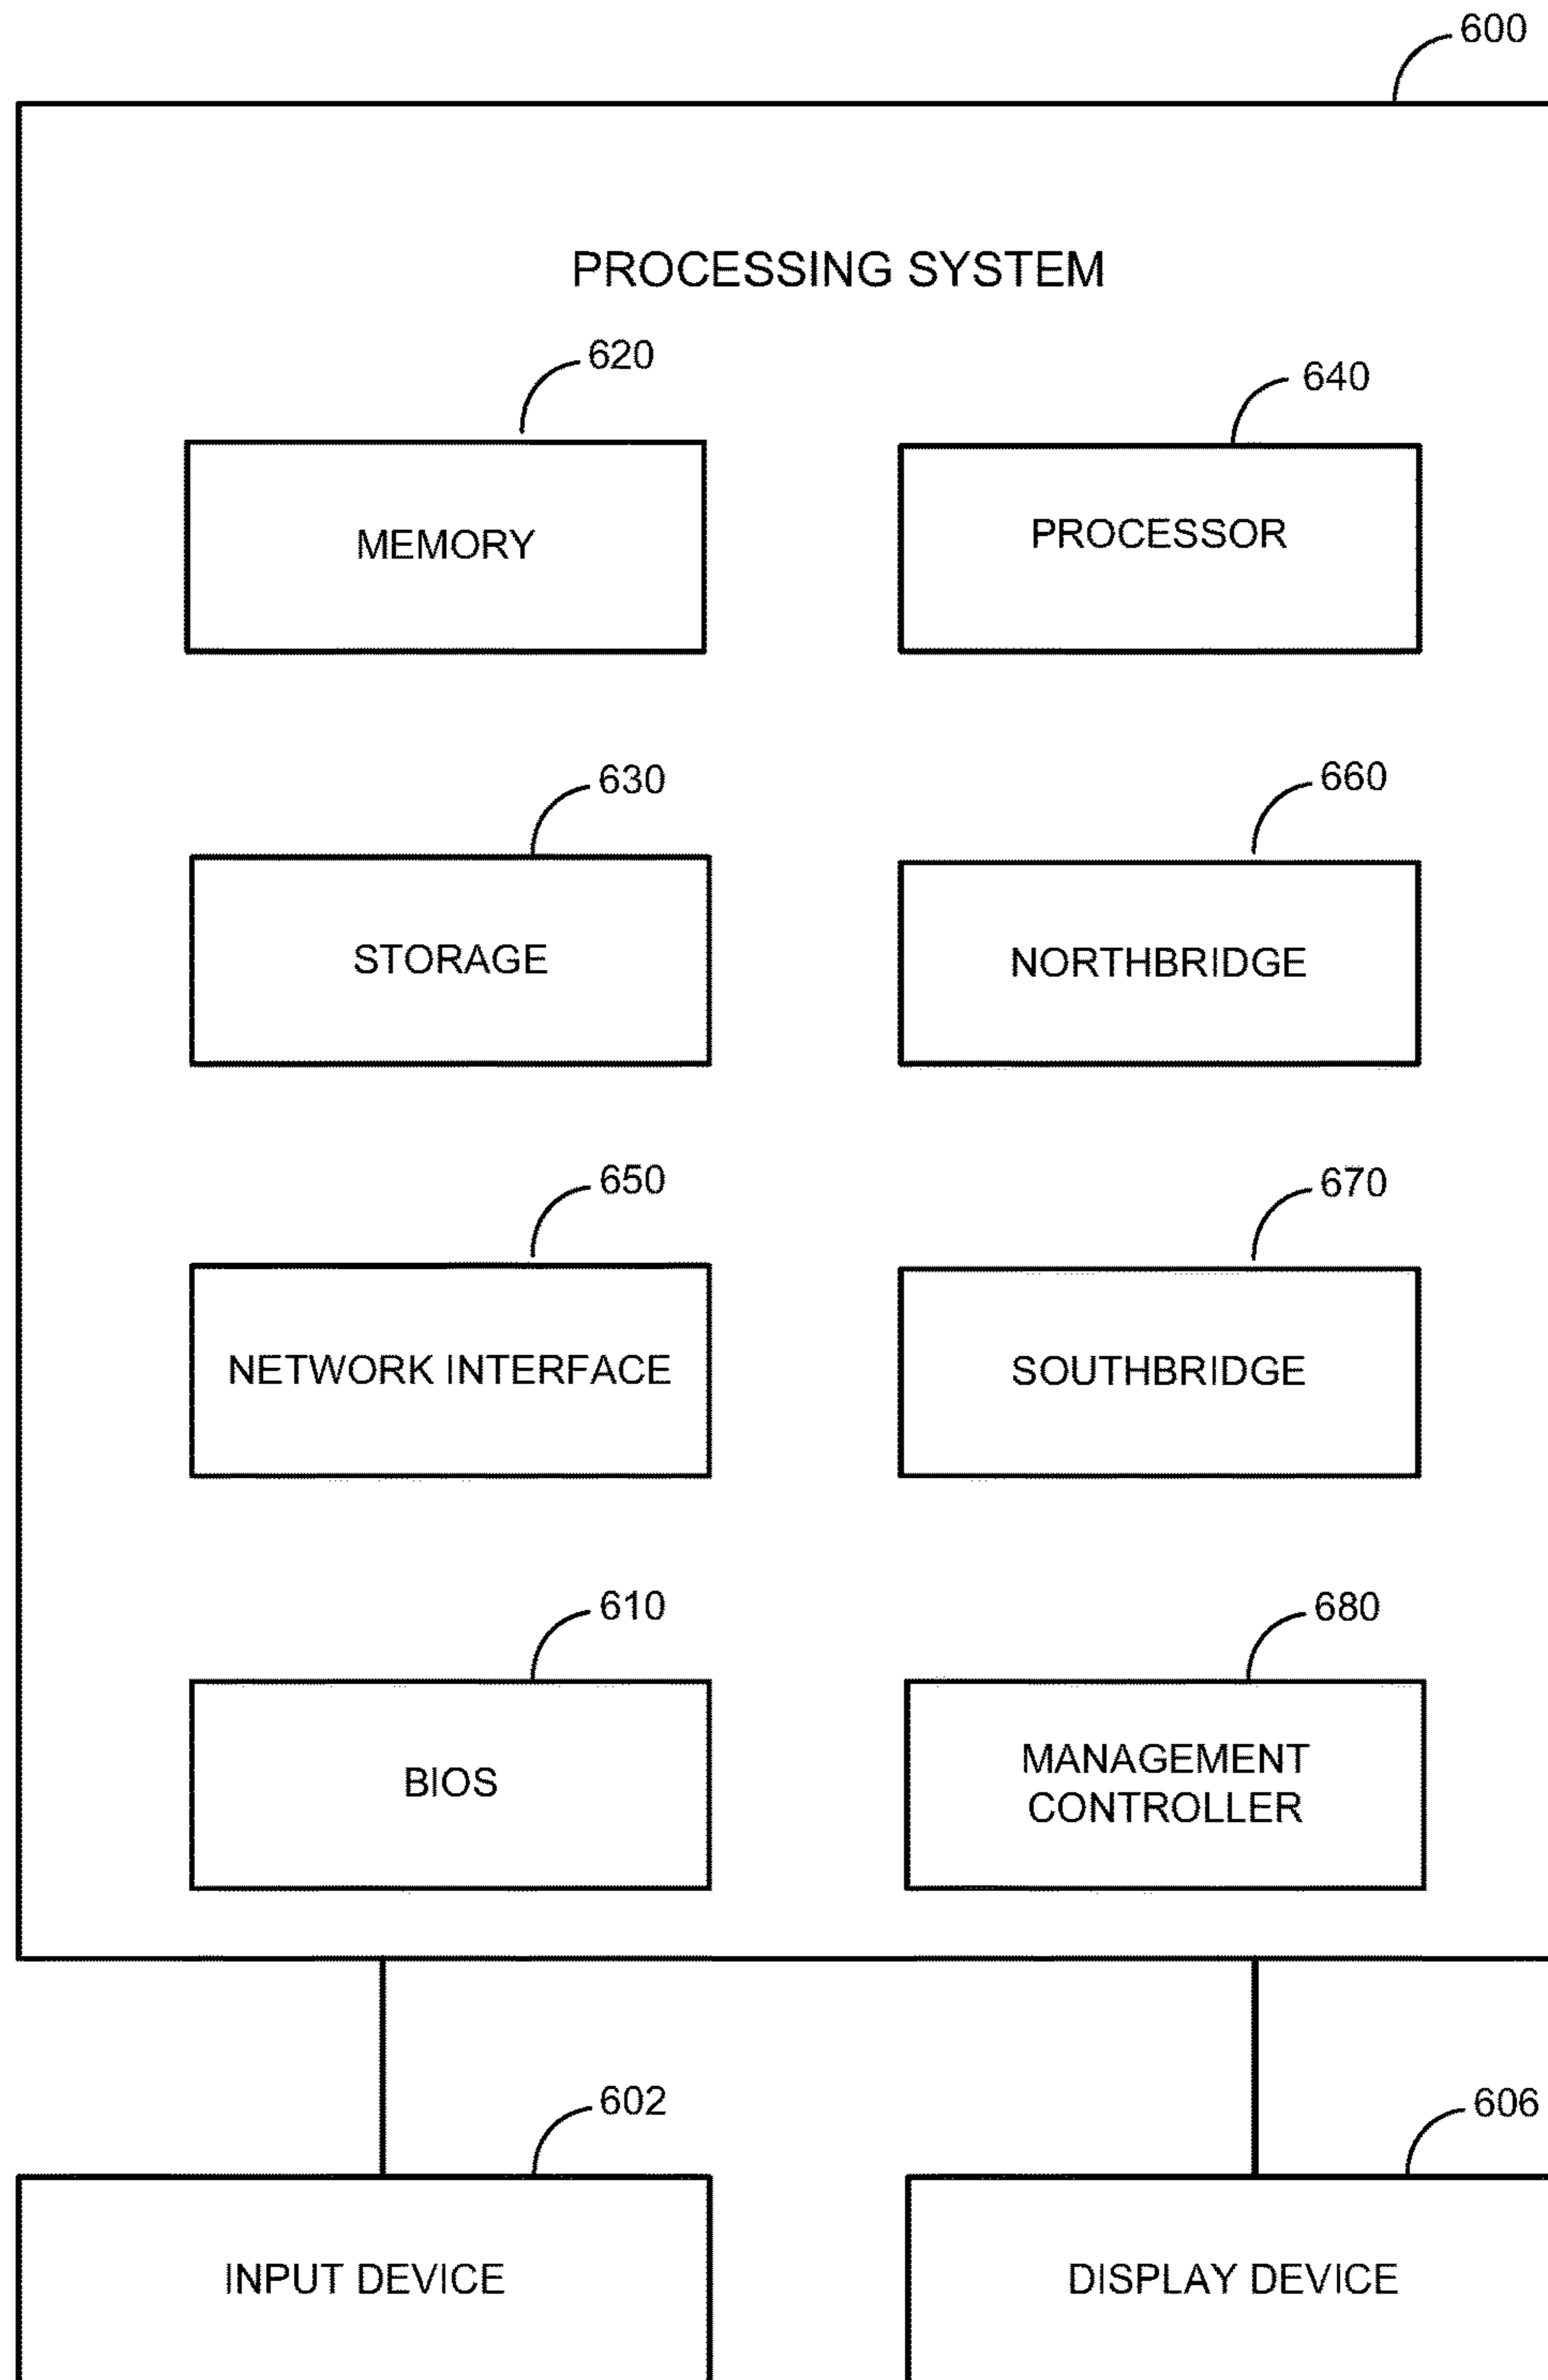 600
PROCESSING SYSTEM
620
640
MEMORY
PROCESSOR
630
660
STORAGE
NORTHBRIDGE
650
670
NETWORK INTERFACE
SOUTHBRIDGE
610
680
BIOS
MANAGEMENT
CONTROLLER
602
606
INPUT DEVICE
DISPLAY DEVICE